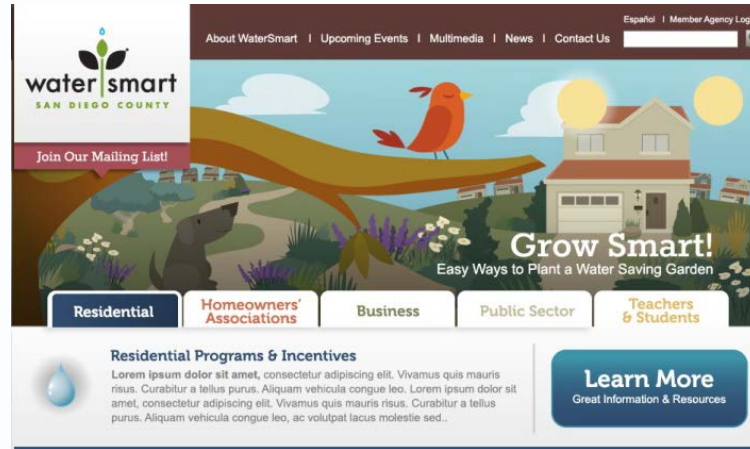 Español I Member Agency Log
About WaterSmart I Upcoming Events I Multimedia I News I Contact Us
water smart
SAN DIEGO COUNTY
Join Our Mailing List!
Grow Smart!
Easy Ways to Plant a Water Saving Garden
Residential
Homeowners'
Associations
Business
Public Sector
Teachers
& Students
Residential Programs & Incentives
Lorem ipsum dolor sit amet, consectetur adipiscing elit. Vivamus quis mauris
risus. Curabitur a tellus purus. Aliquam vehicula congue leo. Lorem ipsum dolor sit
amet, consectetur adipiscing elit. Vivamus quis mauris risus. Curabitur a tellus
purus. Aliquam vehicula congue leo, ac volutpat lacus molestie sed..
Learn More
Great Information & Resources